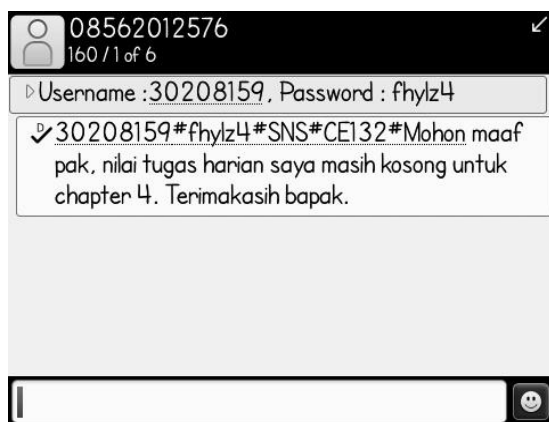 08562012576
160 / 1 of 6
Username :30208159, Password : fhylz4
30208159#fhylz4#SNS#CE132#Mohon maaf
pak, nilai tugas harian saya masih kosong untuk
chapter 4. Terimakasih bapak.